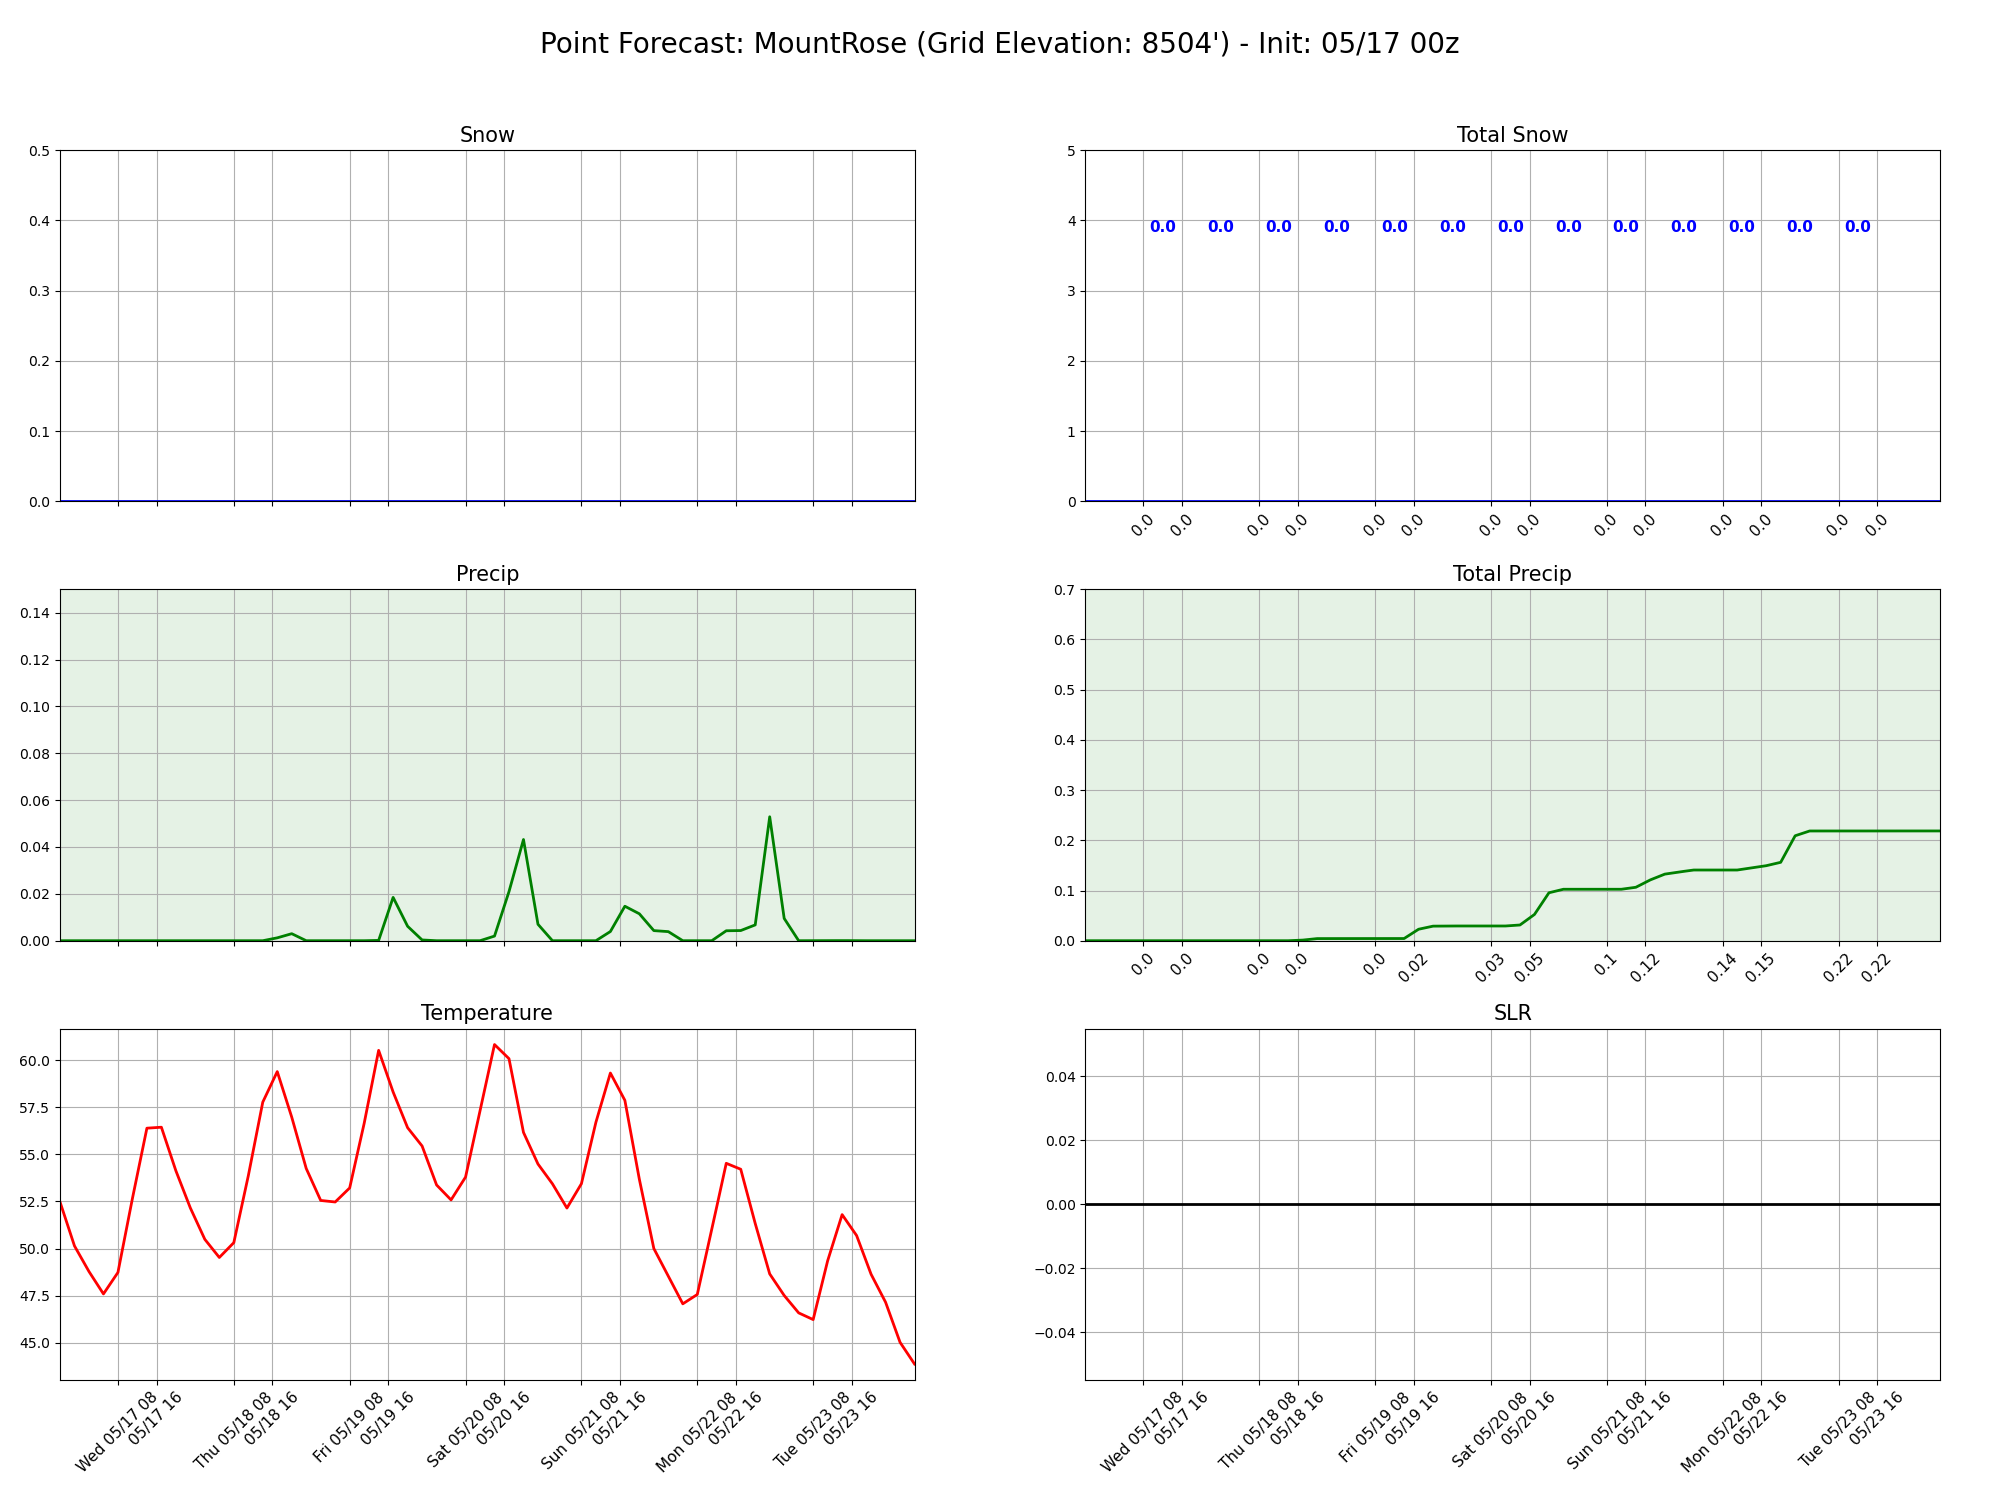 Point Forecast: MountRose (Grid Elevation: 8504') - Init: 05/17 00z
Snow
0.5
0.4
0.3
0.2
0.1
0.0
Total Snow
5
4
3
2
1
0
0.0 0.0 0.0 0.0 0.0 0.0 0.0 0.0 0.0 0.0 0.0 0.0 0.0
0.0 0.0 0.0 0.0 0.0 0.0 0.0 0.0 0.0 0.0 0.0 0.0 0.0 0.0
Precip
0.14
0.12
0.10
0.08
0.06
0.04
0.02
0.00
Total Precip
0.7
0.6
0.5
0.4
0.3
0.2
0.1
0.0
0.0 0.0 0.0 0.0 0.0 0.02 0.03 0.05 0.1 0.12 0.14 0.15 0.22 0.22
Temperature
60.0
57.5
55.0
52.5
50.0
47.5
45.0
Wed 05/17 08
05/17 16
Thu 05/18 08
05/18 16
Fri 05/19 08
05/19 16
Sat 05/20 08
05/20 16
Sun 05/21 08
05/21 16
Mon 05/22 08
05/22 16
Tue 05/23 08
05/23 16
SLR
0.04
0.02
0.00
−0.02
−0.04
Wed 05/17 08
05/17 16
Thu 05/18 08
05/18 16
Fri 05/19 08
05/19 16
Sat 05/20 08
05/20 16
Sun 05/21 08
05/21 16
Mon 05/22 08
05/22 16
Tue 05/23 08
05/23 16